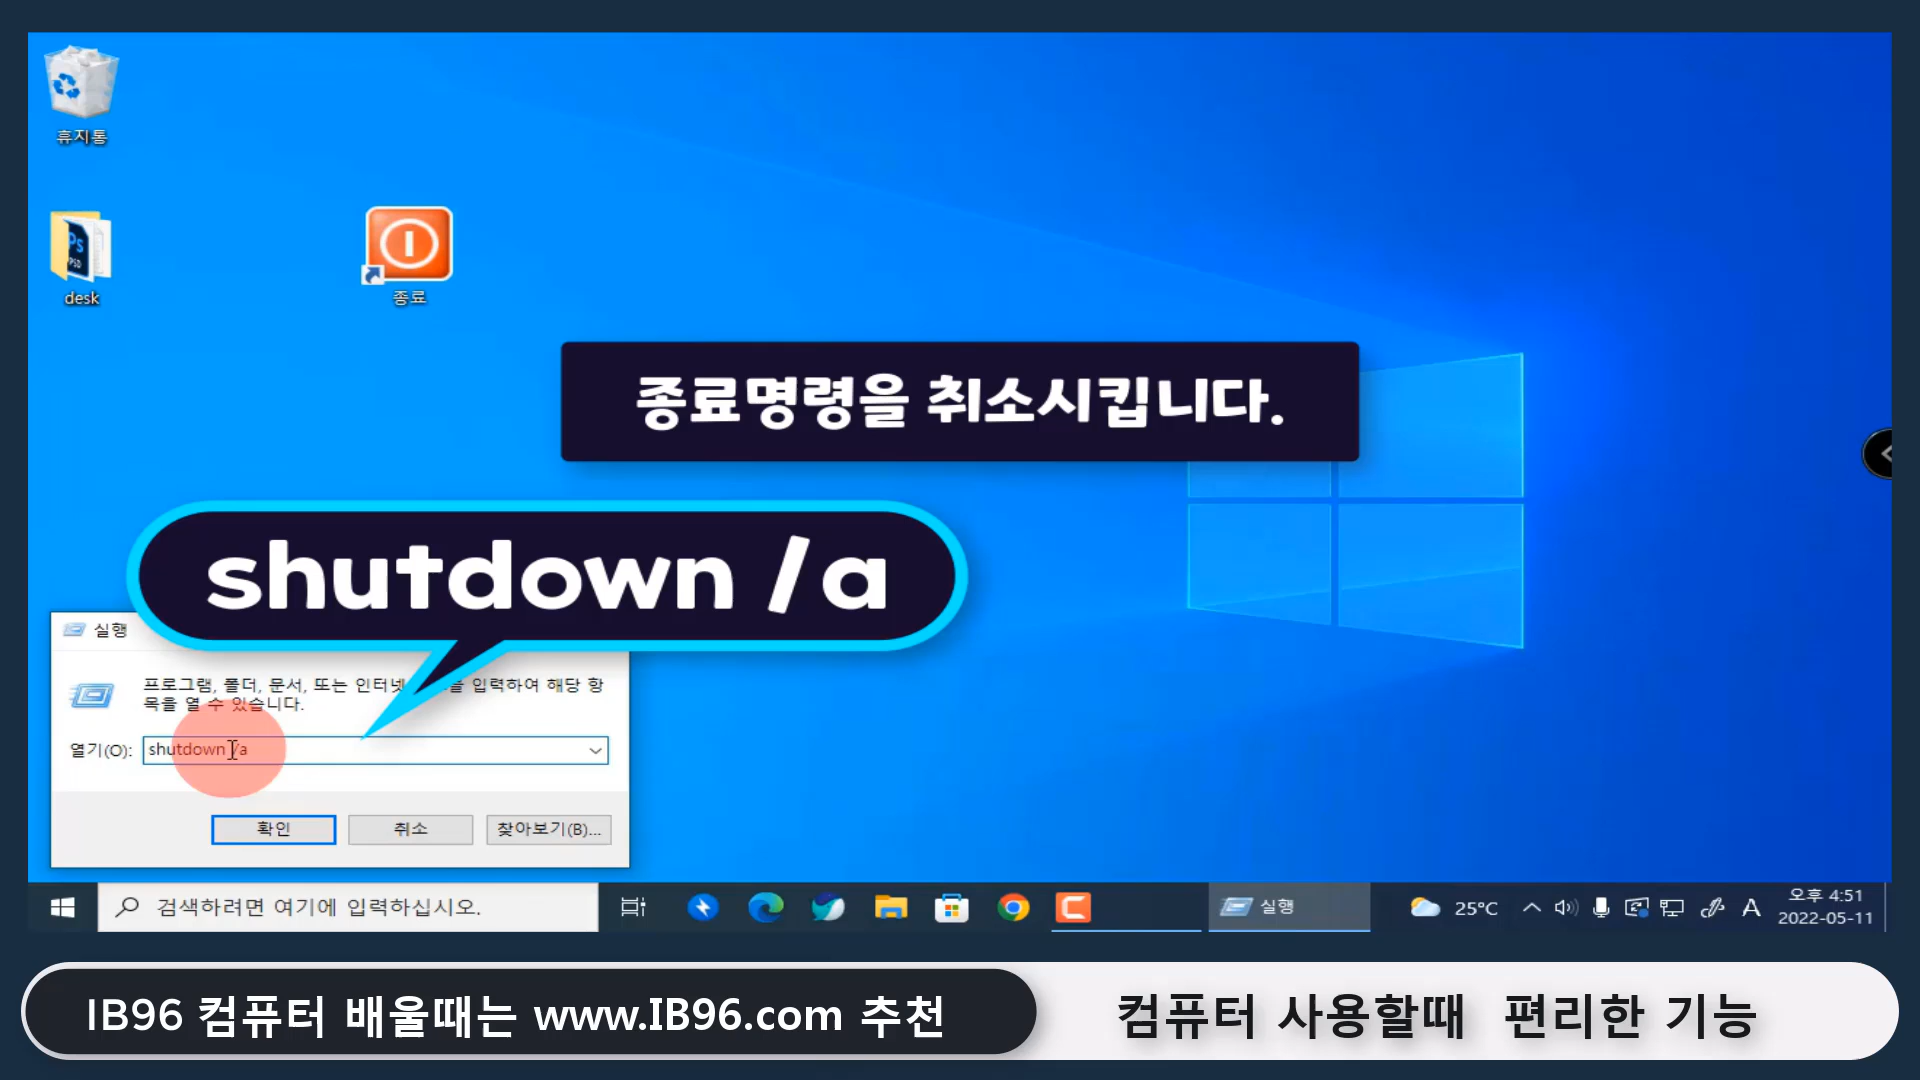 휴지통
desk
종료
종료명령을 취소시킵니다.
shutdown /a
실행
프로그램, 폴더, 문서, 또는 인터넷 입력하여 해당 항
목을 열 수 있습니다.
열기(O): shutdown /a
확인 취소 찾아보기(B)...
검색하려면 여기에 입력하십시오.
실행
25°C
A
오후 4:51
2022-05-11
IB96 컴퓨터 배울때는 www.IB96.com 추천
컴퓨터 사용할때 편리한 기능